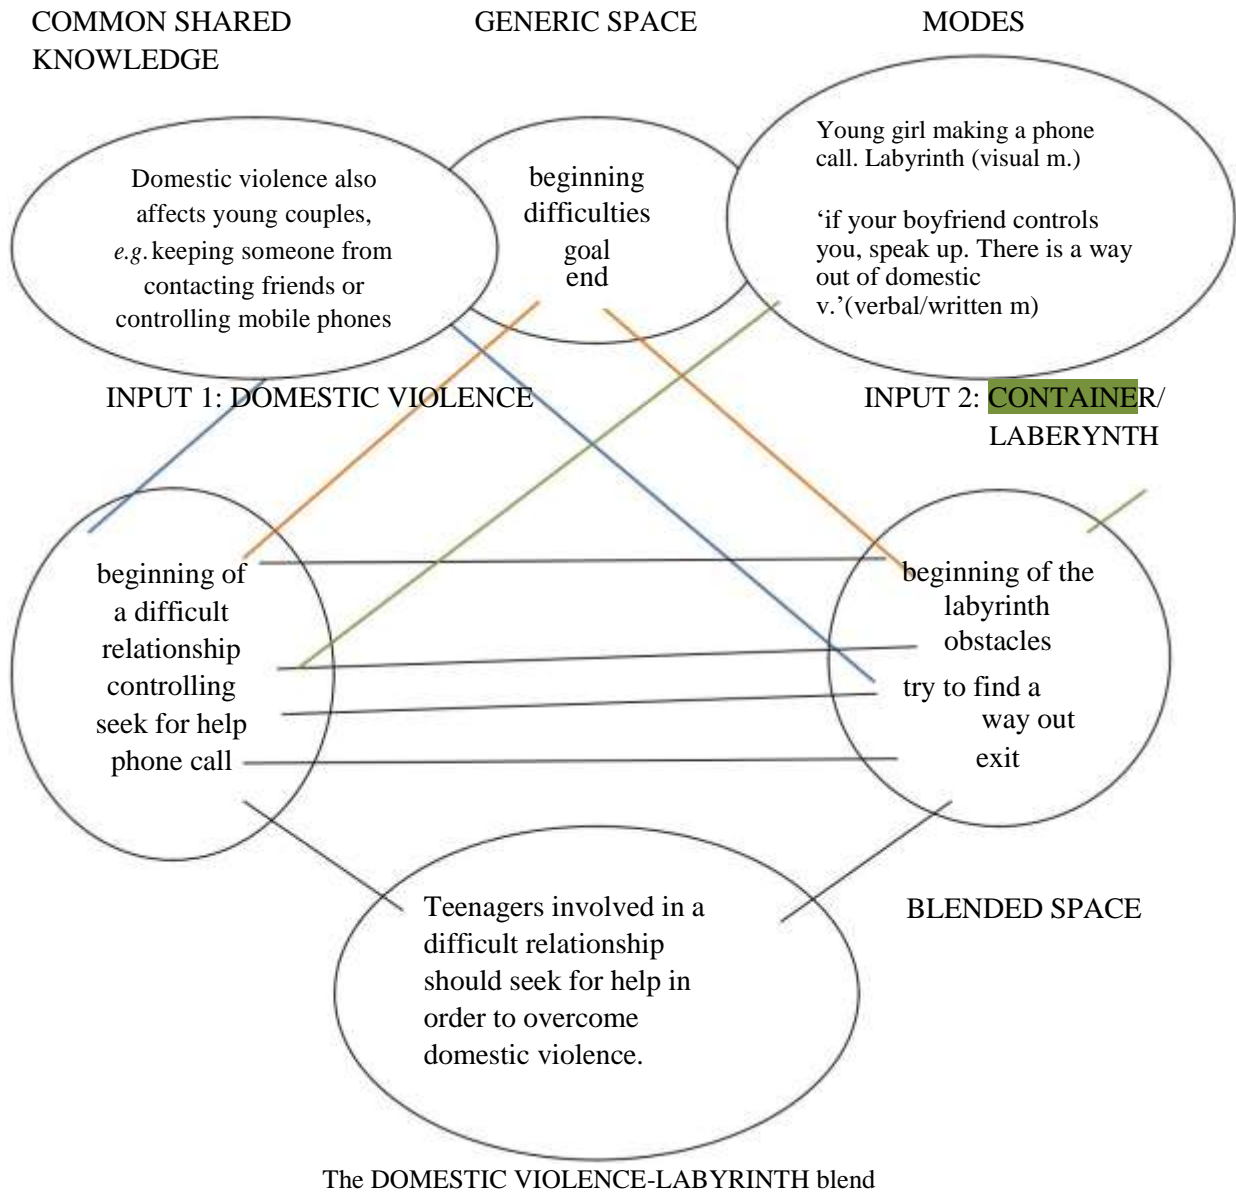 COMMON SHARED
KNOWLEDGE
GENERIC SPACE
MODES
Domestic violence also
affects young couples,
e.g. keeping someone from
contacting friends or
controlling mobile phones
beginning
difficulties
goal
end
Young girl making a phone
call. Labyrinth (visual m.)
‘if your boyfriend controls
you, speak up. There is a way
out of domestic
v.’(verbal/written m)
INPUT 1: DOMESTIC VIOLENCE
INPUT 2: CONTAINER/
LABERYNTH
beginning of
a difficult
relationship
controlling
seek for help
phone call
beginning of the
labyrinth
obstacles
try to find a
way out
exit
Teenagers involved in a
difficult relationship
should seek for help in
order to overcome
domestic violence.
BLENDED SPACE
The DOMESTIC VIOLENCE-LABYRINTH blend